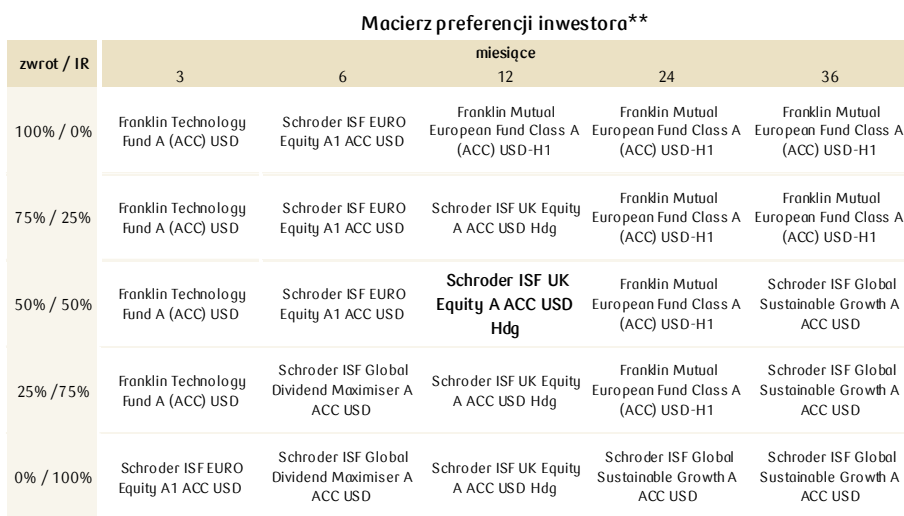 Macierz preferencji inwestora**
zwrot / IR
miesiące
3 6 12 24 36
100% / 0%
Franklin Technology
Fund A (ACC) USD
Schroder ISF EURO
Equity A1 ACC USD
Franklin Mutual
European Fund Class A
(ACC) USD-H1
Franklin Mutual
European Fund Class A
(ACC) USD-H1
Franklin Mutual
European Fund Class A
(ACC) USD-H1
75% / 25%
Franklin Technology
Fund A (ACC) USD
Schroder ISF EURO
Equity A1 ACC USD
Schroder ISF UK Equity
A ACC USD Hdg
Franklin Mutual
European Fund Class A
(ACC) USD-H1
Franklin Mutual
European Fund Class A
(ACC) USD-H1
50% / 50%
Franklin Technology
Fund A (ACC) USD
Schroder ISF EURO
Equity A1 ACC USD
Schroder ISF UK
Equity A ACC USD
Hdg
Franklin Mutual
European Fund Class A
(ACC) USD-H1
Schroder ISF Global
Sustainable Growth A
ACC USD
25% /75%
Franklin Technology
Fund A (ACC) USD
Schroder ISF Global
Dividend Maximiser A
ACC USD
Schroder ISF UK Equity
A ACC USD Hdg
Franklin Mutual
European Fund Class A
(ACC) USD-H1
Schroder ISF Global
Sustainable Growth A
ACC USD
0% / 100%
Schroder ISF EURO
Equity A1 ACC USD
Schroder ISF Global
Dividend Maximiser A
ACC USD
Schroder ISF UK Equity
A ACC USD Hdg
Schroder ISF Global
Sustainable Growth A
ACC USD
Schroder ISF Global
Sustainable Growth A
ACC USD